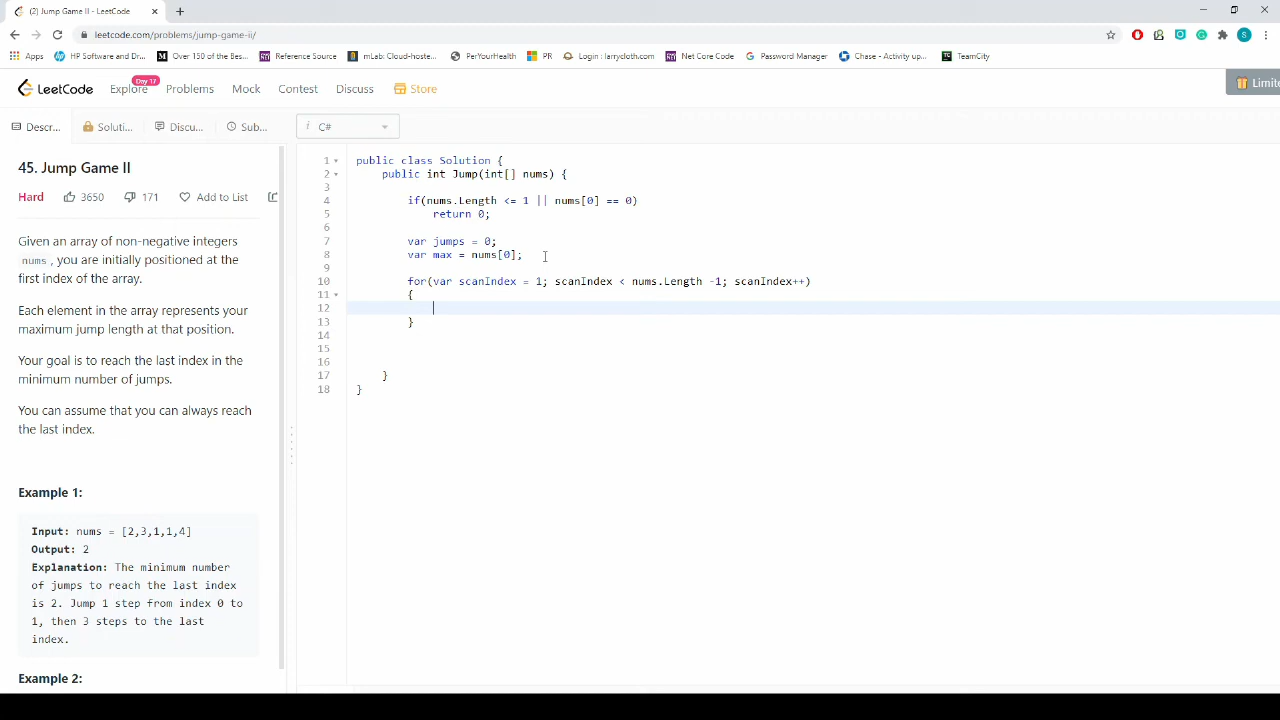 (2) Jump Game II - LeetCode
leetcode.com/problems/jump-game-ii/
Apps HP Software and Dr... Over 150 of the Bes... Reference Source mLab: Cloud-hoste... PerYourHealth PR Login : larrycloth.com Net Core Code Password Manager Chase - Activity up... TeamCity
LeetCode Explore Day 17 Problems Mock Contest Discuss Store Limite
Descr... Soluti... Discu... Sub... i C#
45. Jump Game II
Hard 3650 171 Add to List
Given an array of non-negative integers
nums , you are initially positioned at the
first index of the array.
Each element in the array represents your
maximum jump length at that position.
Your goal is to reach the last index in the
minimum number of jumps.
You can assume that you can always reach
the last index.
Example 1:
Input: nums = [2,3,1,1,4]
Output: 2
Explanation: The minimum number
of jumps to reach the last index
is 2. Jump 1 step from index 0 to
1, then 3 steps to the last
index.
Example 2:
1 public class Solution {
2 public int Jump(int[] nums) {
3
4 if(nums.Length <= 1 || nums[0] == 0)
5 return 0;
6
7 var jumps = 0;
8 var max = nums[0];
9
10 for(var scanIndex = 1; scanIndex < nums.Length -1; scanIndex++)
11 {
12
13 }
14
15
16
17 }
18 }